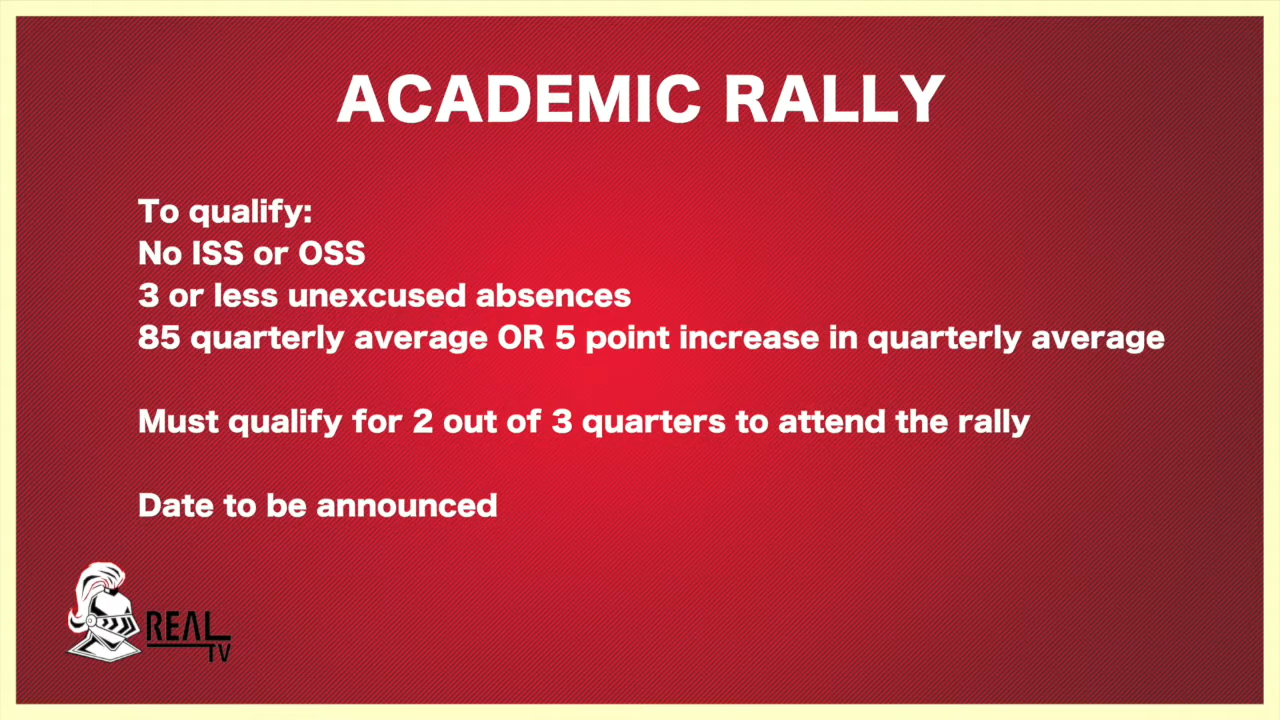 ACADEMIC RALLY
To qualify:
No ISS or OSS
3 or less unexcused absences
85 quarterly average OR 5 point increase in quarterly average
Must qualify for 2 out of 3 quarters to attend the rally
Date to be announced
REAL
TV